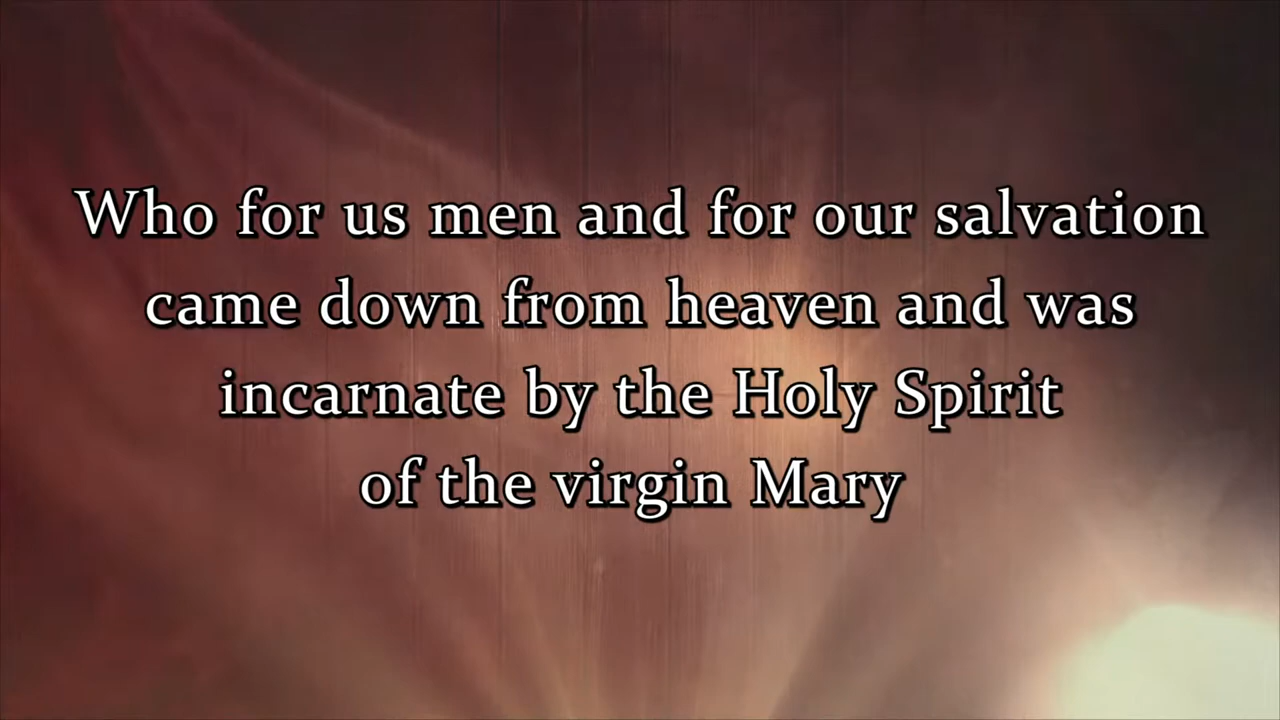 Who for us men and for our salvation
came down from heaven and was
incarnate by the Holy Spirit
of the virgin Mary